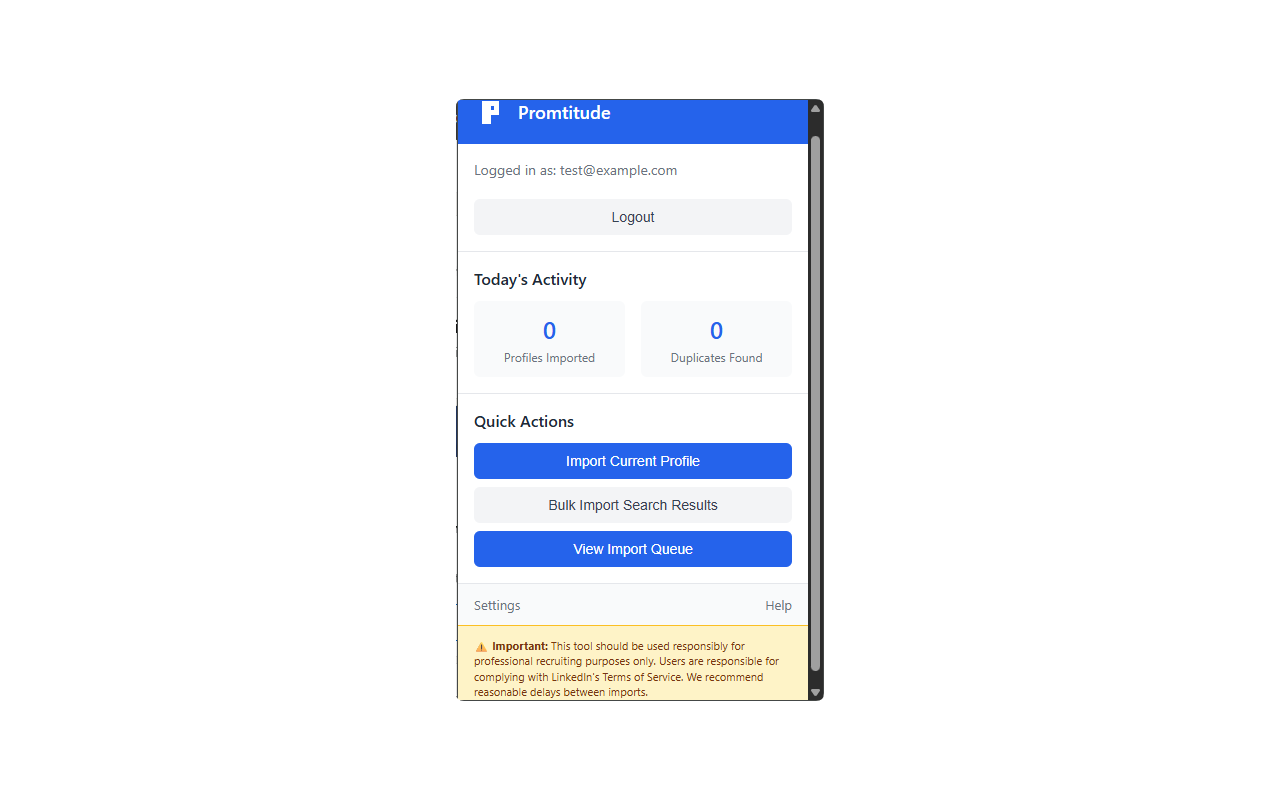 Promtitude
Logged in as: test@example.com
Logout
Today's Activity
0
Profiles Imported
0
Duplicates Found
Quick Actions
Import Current Profile
Bulk Import Search Results
View Import Queue
Settings
Help
⚠️ Important: This tool should be used responsibly for
professional recruiting purposes only. Users are responsible for
complying with LinkedIn's Terms of Service. We recommend
reasonable delays between imports.